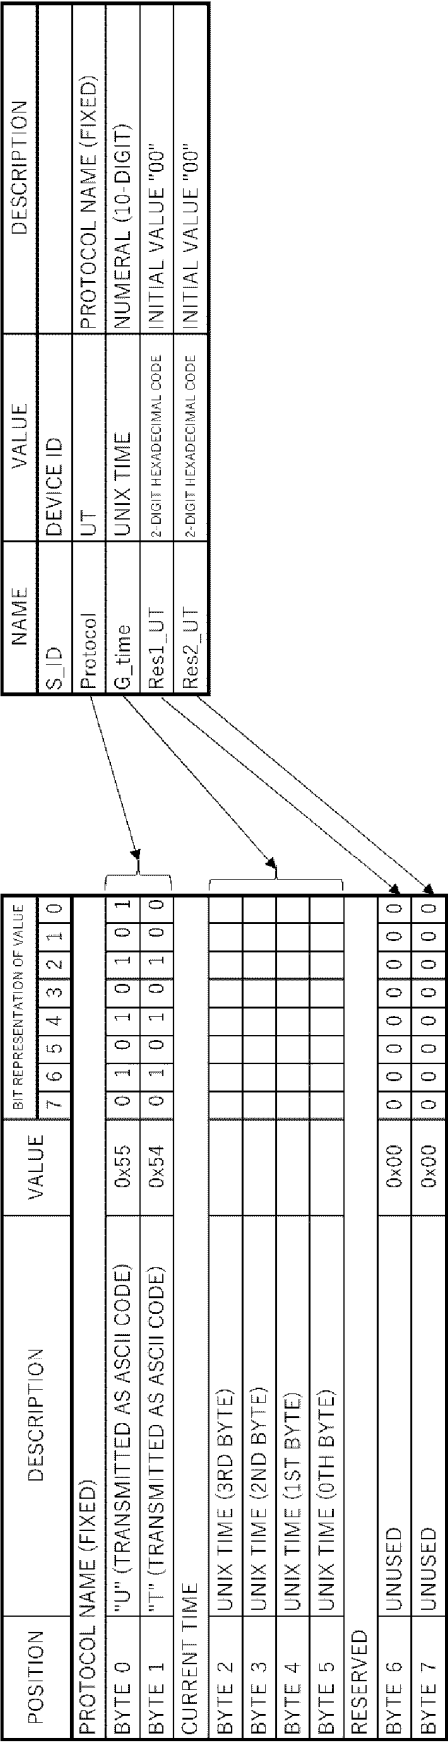 POSITION DESCRIPTION VALUE BIT REPRESENTATION OF VALUE
7 6 5 4 3 2 1 0
PROTOCOL NAME (FIXED)
BYTE 0 "U" (TRANSMITTED AS ASCII CODE) 0x55 0 1 0 1 0 1 0 1
BYTE 1 "T" (TRANSMITTED AS ASCII CODE) 0x54 0 1 0 1 0 1 0 0
CURRENT TIME
BYTE 2 UNIX TIME (3RD BYTE)
BYTE 3 UNIX TIME (2ND BYTE)
BYTE 4 UNIX TIME (1ST BYTE)
BYTE 5 UNIX TIME (0TH BYTE)
RESERVED
BYTE 6 UNUSED 0x00 0 0 0 0 0 0 0 0
BYTE 7 UNUSED 0x00 0 0 0 0 0 0 0 0
NAME VALUE DESCRIPTION
S_ID DEVICE ID
Protocol UT PROTOCOL NAME (FIXED)
G_time UNIX TIME NUMERAL (10-DIGIT)
Res1_UT 2-DIGIT HEXADECIMAL CODE INITIAL VALUE "00"
Res2_UT 2-DIGIT HEXADECIMAL CODE INITIAL VALUE "00"